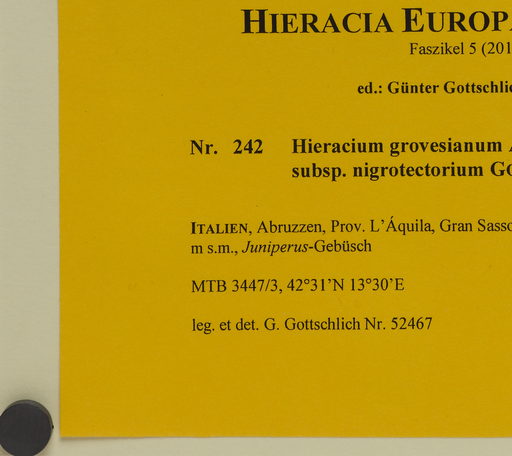 HIERACIA EUROPA
Faszikel 5 (201
ed.: Günter Gottschlic
Nr. 242 Hieracium grovesianum A
subsp. nigrotectorium Go
ITALIEN, Abruzzen, Prov. L'Áquila, Gran Sasso
m s.m., Juniperus-Gebüsch
MTB 3447/3, 42°31'N 13°30'E
leg. et det. G. Gottschlich Nr. 52467